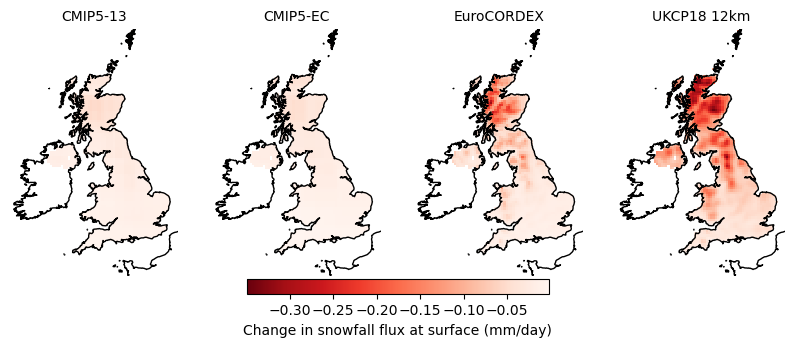 CMIP5-13 CMIP5-EC EuroCORDEX UKCP18 12km
−0.30 −0.25 −0.20 −0.15 −0.10 −0.05
Change in snowfall flux at surface (mm/day)